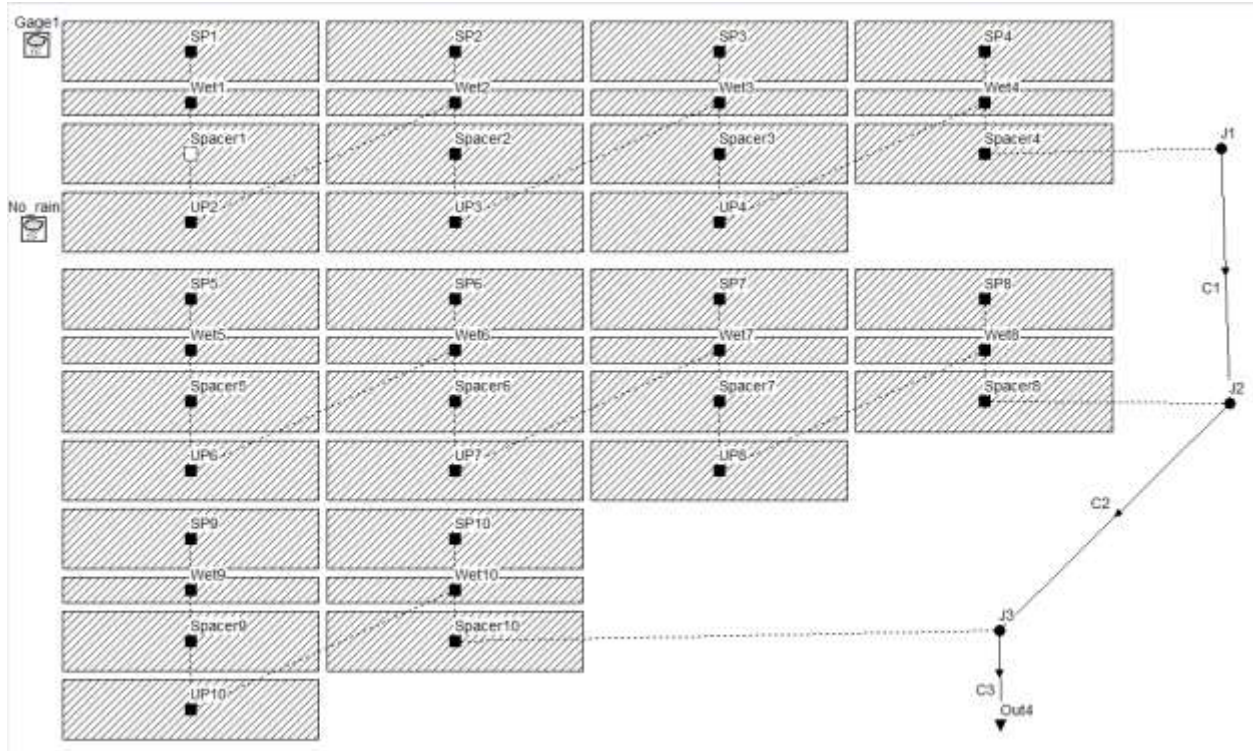 Gage1
SP1 SP2 SP3 SP4
Wet1 Wet2 Wet3 Wet4
Spacer1 Spacer2 Spacer3 Spacer4 J1
No_rain
UP2 UP3 UP4
SP5 SP6 SP7 SP8 C1
Wet5 Wet6 Wet7 Wet8
Spacer5 Spacer6 Spacer7 Spacer8 J2
UP6 UP7 UP8
C2
SP9 SP10
Wet9 Wet10
Spacer9 Spacer10 J3
UP10 C3
Out4